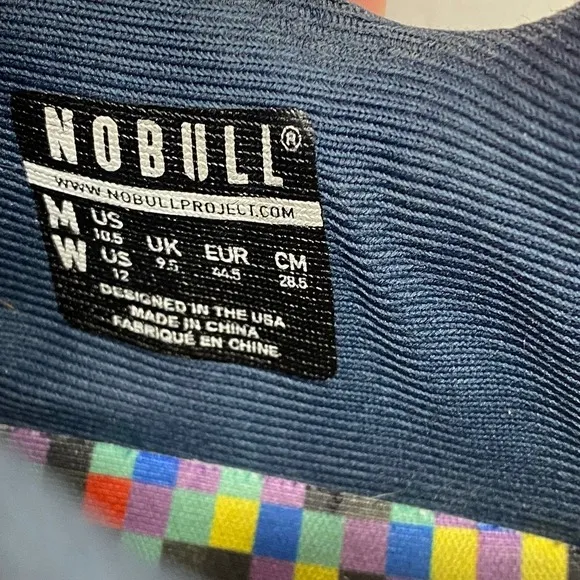 NOBULL®
WWW.NOBULLPROJECT.COM
M US 10.5 UK 9.5 EUR 44.5 CM 28.5
W US 12
DESIGNED IN THE USA
MADE IN CHINA
FABRIQUÉ EN CHINE